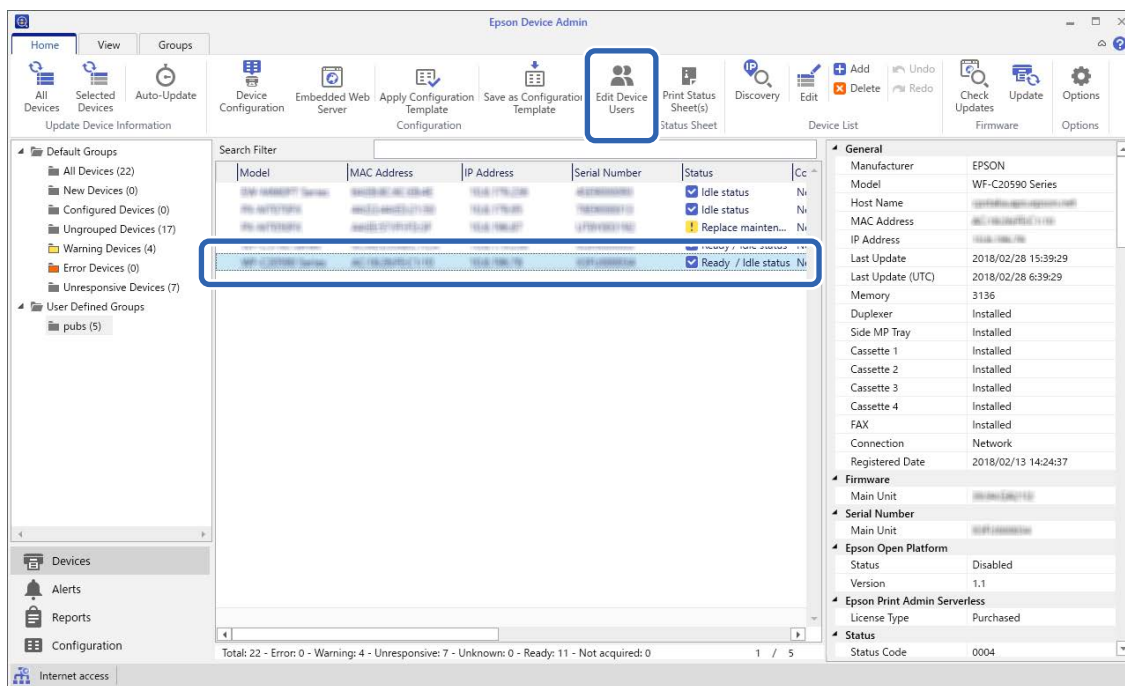 Epson Device Admin
Home View Groups
All Devices
Selected Devices
Auto-Update
Update Device Information
Device Configuration
Embedded Web Server
Apply Configuration Template
Save as Configuration Template
Edit Device Users
Configuration
Print Status Sheet(s)
Status Sheet
Discovery
Edit
Add
Delete
Undo
Redo
Device List
Check Updates
Update
Firmware
Options
Options
Default Groups
All Devices (22)
New Devices (0)
Configured Devices (0)
Ungrouped Devices (17)
Warning Devices (4)
Error Devices (0)
Unresponsive Devices (7)
User Defined Groups
pubs (5)
Devices
Alerts
Reports
Configuration
Search Filter
Model MAC Address IP Address Serial Number Status
Idle status
Idle status
Replace mainten...
Ready / Idle status
Ready / Idle status
Total: 22 - Error: 0 - Warning: 4 - Unresponsive: 7 - Unknown: 0 - Ready: 11 - Not acquired: 0 1 / 5
General
Manufacturer EPSON
Model WF-C20590 Series
Host Name
MAC Address
IP Address
Last Update 2018/02/28 15:39:29
Last Update (UTC) 2018/02/28 6:39:29
Memory 3136
Duplexer Installed
Side MP Tray Installed
Cassette 1 Installed
Cassette 2 Installed
Cassette 3 Installed
Cassette 4 Installed
FAX Installed
Connection Network
Registered Date 2018/02/13 14:24:37
Firmware
Main Unit
Serial Number
Main Unit
Epson Open Platform
Status Disabled
Version 1.1
Epson Print Admin Serverless
License Type Purchased
Status
Status Code 0004
Internet access